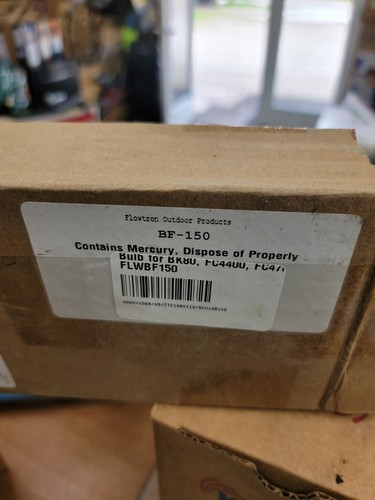 Flowtron Outdoor Products
BF-150
Contains Mercury, Dispose of Properly
Bulb for BK80, FC4400, FC47
FLWBF150